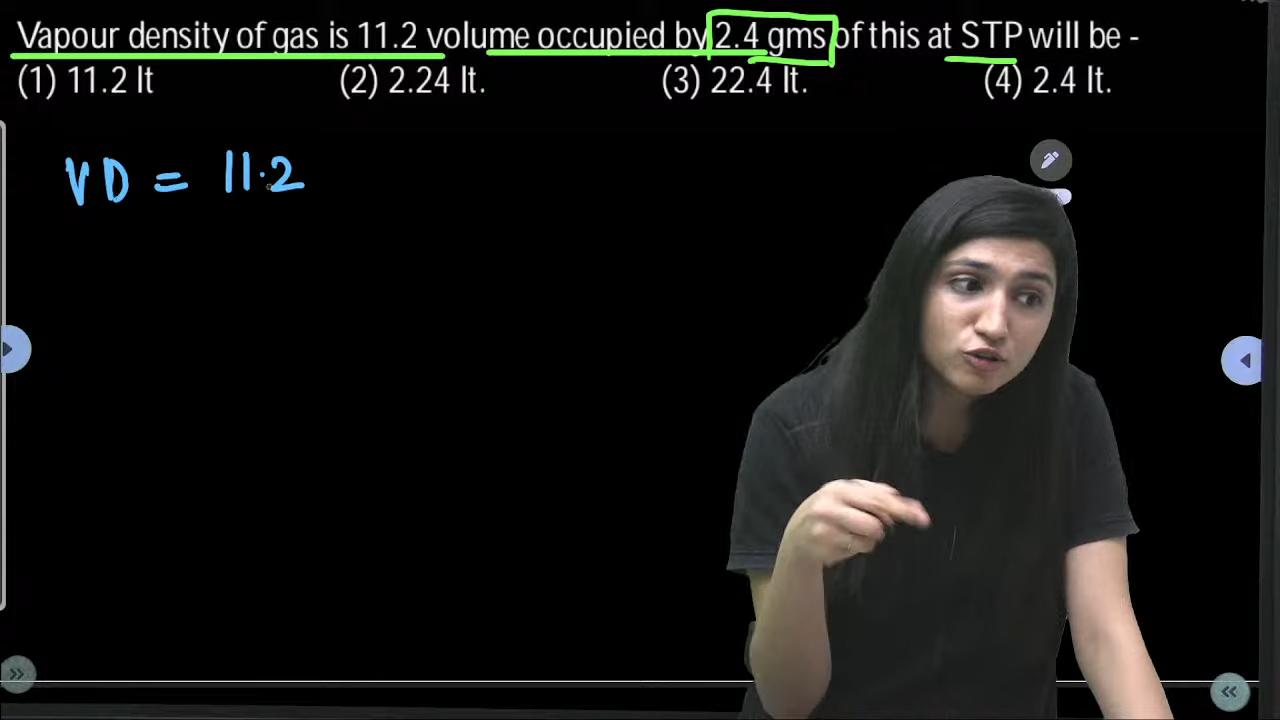 Vapour density of gas is 11.2 volume occupied by 2.4 gms of this at STP will be -
(1) 11.2 lt (2) 2.24 lt. (3) 22.4 lt. (4) 2.4 lt.
VD = 11.2